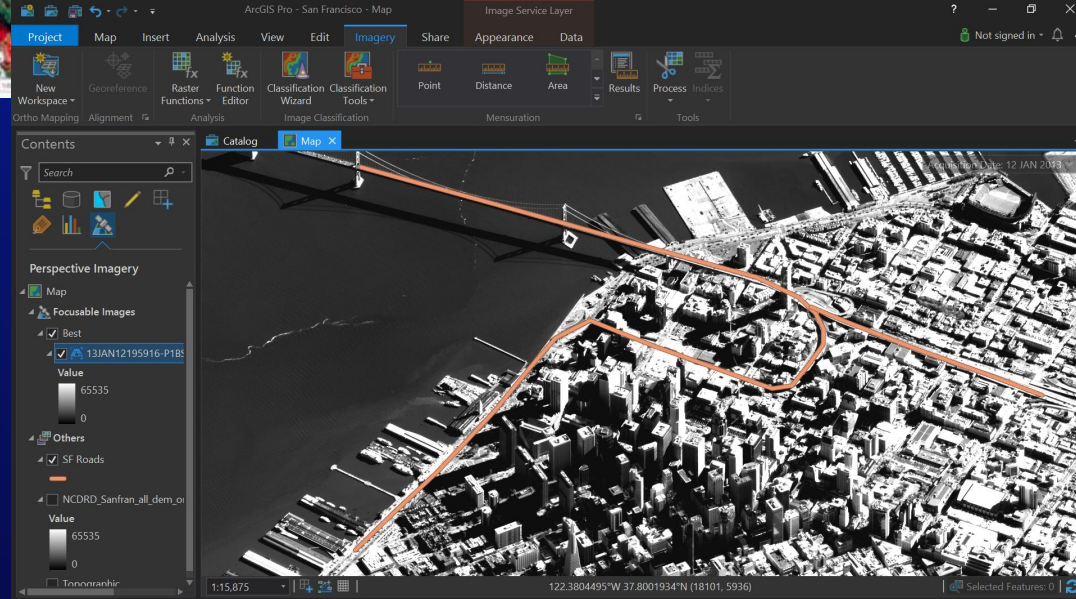 ArcGIS Pro - San Francisco - Map
Image Service Layer
?
Project Map Insert Analysis View Edit Imagery Share Appearance Data
Not signed in
New Workspace
Georeference
Raster Functions
Function Editor
Classification Wizard
Classification Tools
Point
Distance
Area
Results
Process
Indices
Ortho Mapping
Alignment
Analysis
Image Classification
Mensuration
Tools
Contents
Catalog
Map
Search
Acquisition Date: 12 JAN 2013
Perspective Imagery
Map
Focusable Images
Best
13JAN12195916-P1BS
Value
65535
0
Others
SF Roads
NCDRD_Sanfran_all_dem_or
Value
65535
0
Topographic
1:15,875
122.3804495°W 37.8001934°N (18101, 5936)
Selected Features: 0